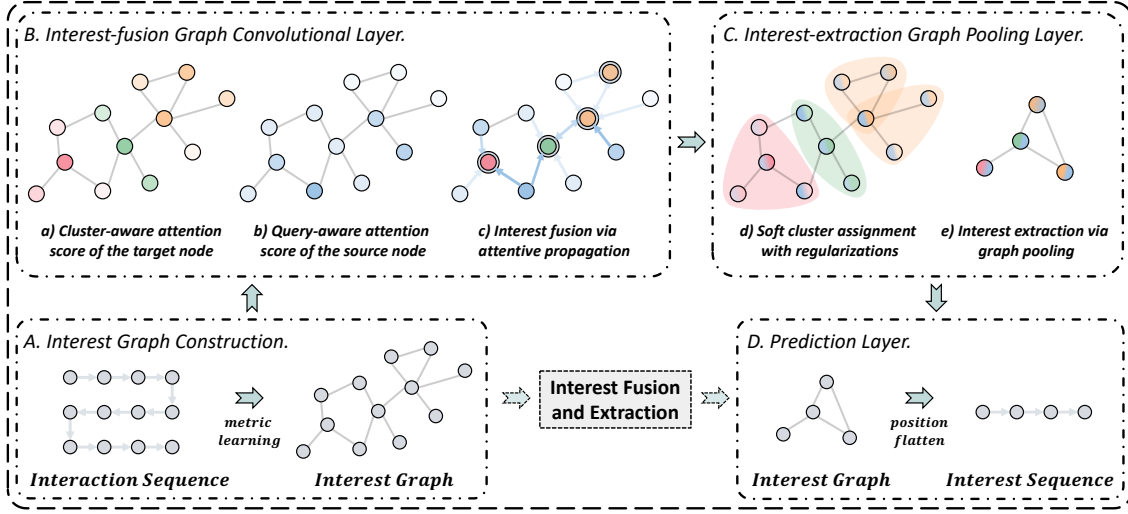 B. Interest-fusion Graph Convolutional Layer.
a) Cluster-aware attention
score of the target node
b) Query-aware attention
score of the source node
c) Interest fusion via
attentive propagation
C. Interest-extraction Graph Pooling Layer.
d) Soft cluster assignment
with regularizations
e) Interest extraction via
graph pooling
A. Interest Graph Construction.
metric
learning
Interaction Sequence
Interest Graph
Interest Fusion
and Extraction
D. Prediction Layer.
position
flatten
Interest Graph
Interest Sequence